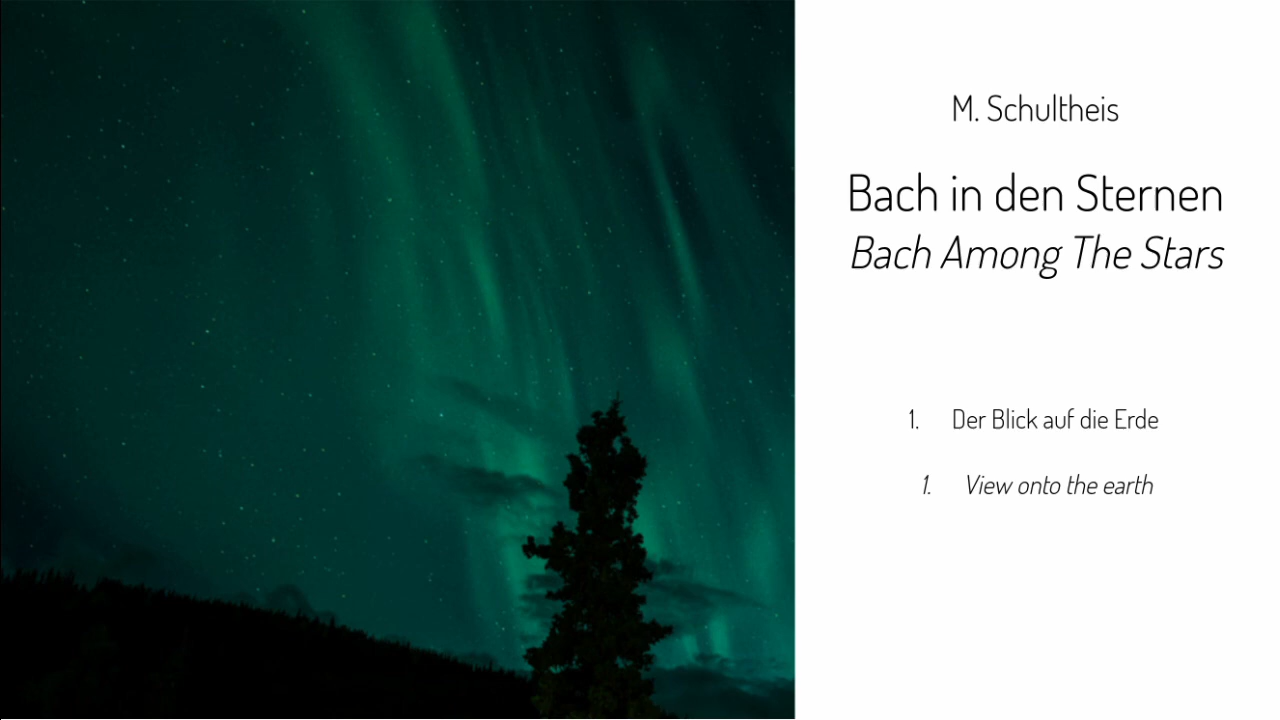 M. Schultheis
Bach in den Sternen
Bach Among The Stars
1. Der Blick auf die Erde
1. View onto the earth